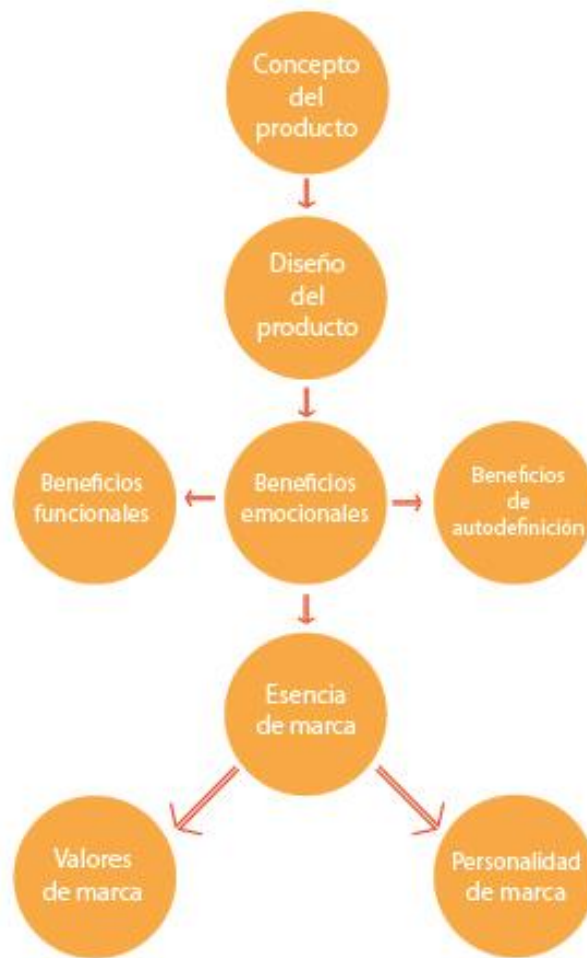 Concepto
del
producto
Diseño
del
producto
Beneficios
funcionales
Beneficios
emocionales
Beneficios
de
autodefinición
Esencia
de marca
Valores
de marca
Personalidad
de marca